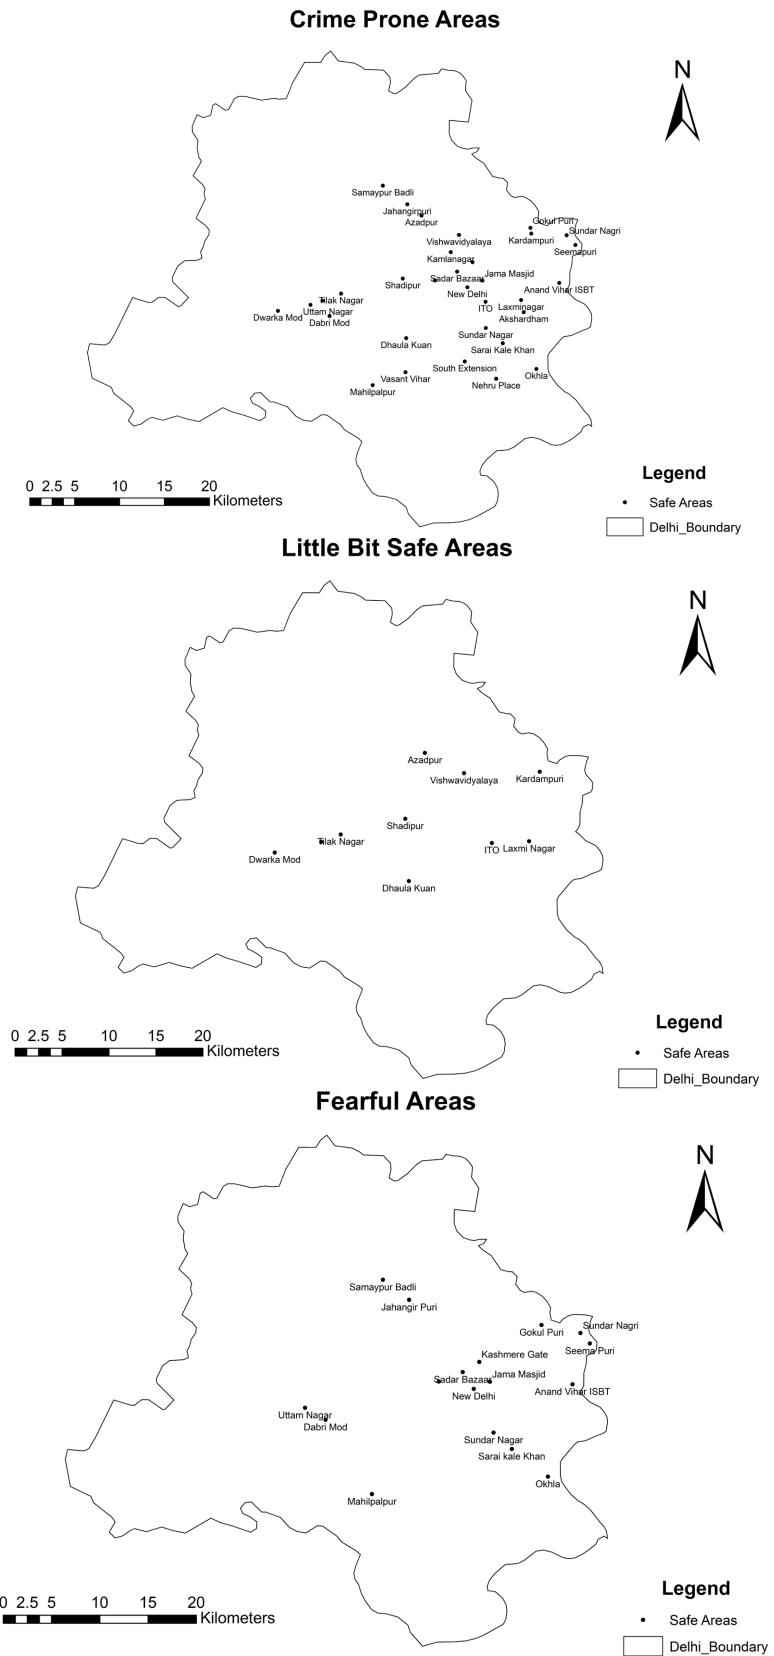 Crime Prone Areas
N
Samaypur Badli
Jahangirpuri
Azadpur
Gokul Puri
Sundar Nagri
Vishwavidyalaya
Kardampuri
Seemapuri
Kamlanagar
Sadar Bazaar
Jama Masjid
Shadipur
Anand Vihar ISBT
New Delhi
Tilak Nagar
ITO
Laxminagar
Uttam Nagar
Dwarka Mod
Akshardham
Dabri Mod
Sundar Nagar
Dhaula Kuan
Sarai Kale Khan
South Extension
Vasant Vihar
Okhla
Nehru Place
Mahilpalpur
Legend
0 2.5 5 10 15 20
Kilometers
Safe Areas
Delhi_Boundary
Little Bit Safe Areas
N
Azadpur
Vishwavidyalaya
Kardampuri
Shadipur
Tilak Nagar
ITO
Laxmi Nagar
Dwarka Mod
Dhaula Kuan
Legend
0 2.5 5 10 15 20
Kilometers
Safe Areas
Delhi_Boundary
Fearful Areas
N
Samaypur Badli
Jahangir Puri
Gokul Puri
Sundar Nagri
Seema Puri
Kashmere Gate
Sadar Bazaar
Jama Masjid
New Delhi
Anand Vihar ISBT
Uttam Nagar
Dabri Mod
Sundar Nagar
Sarai kale Khan
Okhla
Mahilpalpur
Legend
0 2.5 5 10 15 20
Kilometers
Safe Areas
Delhi_Boundary